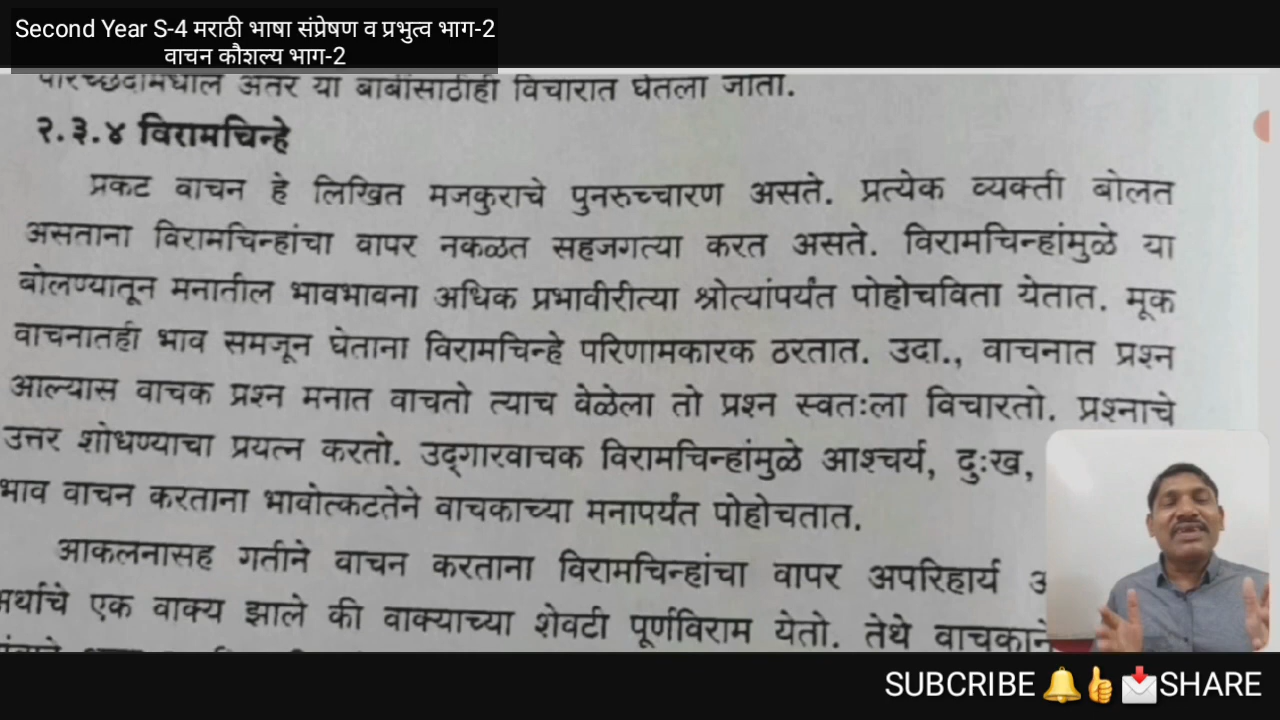 Second Year S-4 मराठी भाषा संप्रेषण व प्रभुत्व भाग-2
वाचन कौशल्य भाग-2
परिच्छेदामधील अंतर या बाबींसाठीही विचारात घेतला जातो.
२.३.४ विरामचिन्हे
प्रकट वाचन हे लिखित मजकुराचे पुनरुच्चारण असते. प्रत्येक व्यक्ती बोलत
असताना विरामचिन्हांचा वापर नकळत सहजगत्या करत असते. विरामचिन्हांमुळे या
बोलण्यातून मनातील भावभावना अधिक प्रभावीरीत्या श्रोत्यांपर्यंत पोहोचविता येतात. मूक
वाचनातही भाव समजून घेताना विरामचिन्हे परिणामकारक ठरतात. उदा., वाचनात प्रश्न
आल्यास वाचक प्रश्न मनात वाचतो त्याच वेळेला तो प्रश्न स्वतःला विचारतो. प्रश्नाचे
उत्तर शोधण्याचा प्रयत्न करतो. उद्‌गारवाचक विरामचिन्हांमुळे आश्चर्य, दुःख,
भाव वाचन करताना भावोत्कटतेने वाचकाच्या मनापर्यंत पोहोचतात.
आकलनासह गतीने वाचन करताना विरामचिन्हांचा वापर अपरिहार्य
अर्थाचे एक वाक्य झाले की वाक्याच्या शेवटी पूर्णविराम येतो. तेथे वाचकाने
SUBCRIBE 🔔👍 📩SHARE